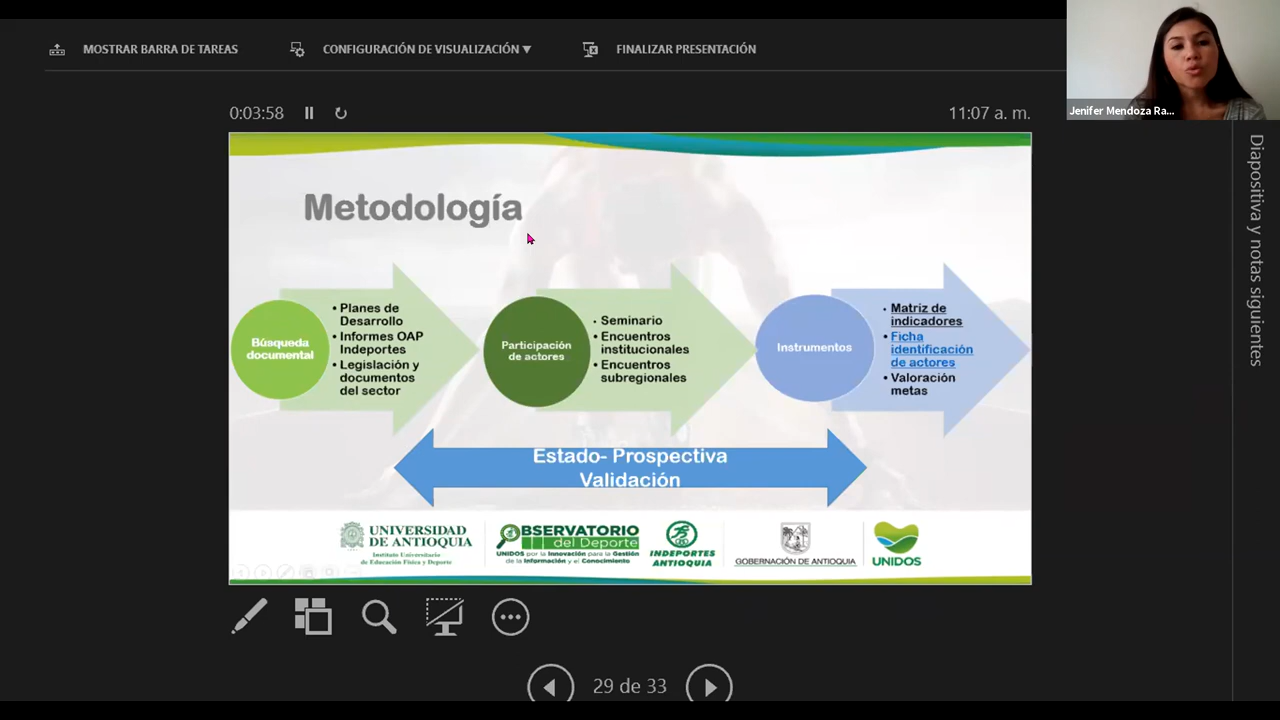 MOSTRAR BARRA DE TAREAS
CONFIGURACIÓN DE VISUALIZACIÓN ▼
FINALIZAR PRESENTACIÓN
Jenifer Mendoza Ra...
0:03:58
11:07 a. m.
Diapositiva y notas siguientes
Metodología
Búsqueda
documental
• Planes de
Desarrollo
• Informes OAP
Indeportes
• Legislación y
documentos
del sector
Participación
de actores
• Seminario
• Encuentros
institucionales
• Encuentros
subregionales
Instrumentos
• Matriz de
indicadores
• Ficha
identificación
de actores
• Valoración
metas
Estado- Prospectiva
Validación
UNIVERSIDAD
DE ANTIOQUIA
Instituto Universitario
de Educación Física y Deporte
OBSERVATORIO
del Deporte
UNIDOS por la Innovación para la Gestión
de la Información y el Conocimiento
INDEPORTES
ANTIOQUIA
GOBERNACIÓN DE ANTIOQUIA
UNIDOS
29 de 33